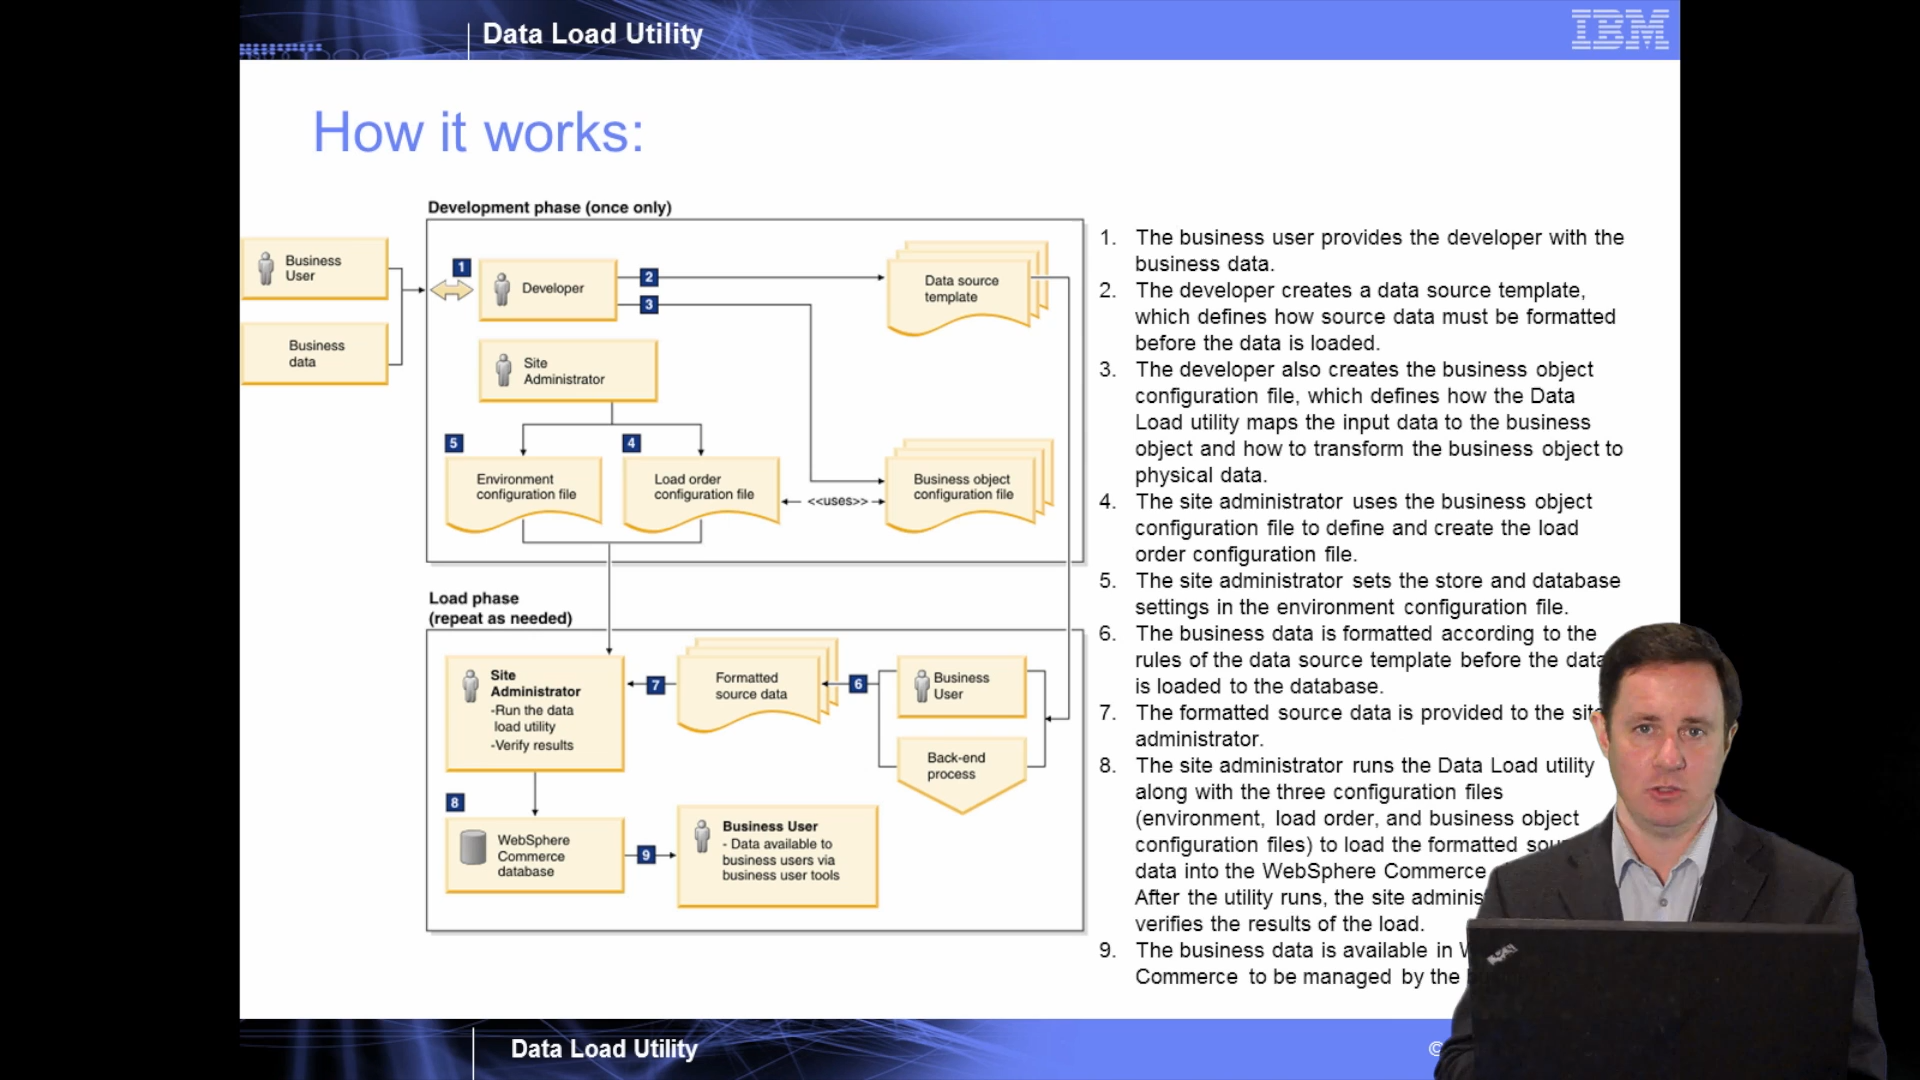 Data Load Utility
IBM
How it works:
Development phase (once only)
Business
User
Business
data
1
Developer
2
3
Data source
template
Site
Administrator
5
4
Environment
configuration file
Load order
configuration file
<<uses>>
Business object
configuration file
Load phase
(repeat as needed)
Site
Administrator
-Run the data
load utility
-Verify results
7
Formatted
source data
6
Business
User
Back-end
process
8
WebSphere
Commerce
database
9
Business User
- Data available to
business users via
business user tools
1. The business user provides the developer with the
business data.
2. The developer creates a data source template,
which defines how source data must be formatted
before the data is loaded.
3. The developer also creates the business object
configuration file, which defines how the Data
Load utility maps the input data to the business
object and how to transform the business object to
physical data.
4. The site administrator uses the business object
configuration file to define and create the load
order configuration file.
5. The site administrator sets the store and database
settings in the environment configuration file.
6. The business data is formatted according to the
rules of the data source template before the data
is loaded to the database.
7. The formatted source data is provided to the site
administrator.
8. The site administrator runs the Data Load utility
along with the three configuration files
(environment, load order, and business object
configuration files) to load the formatted
data into the WebSphere Commerce
After the utility runs, the site
verifies the results of the load.
9. The business data is available in
Commerce to be managed by the
Data Load Utility
©